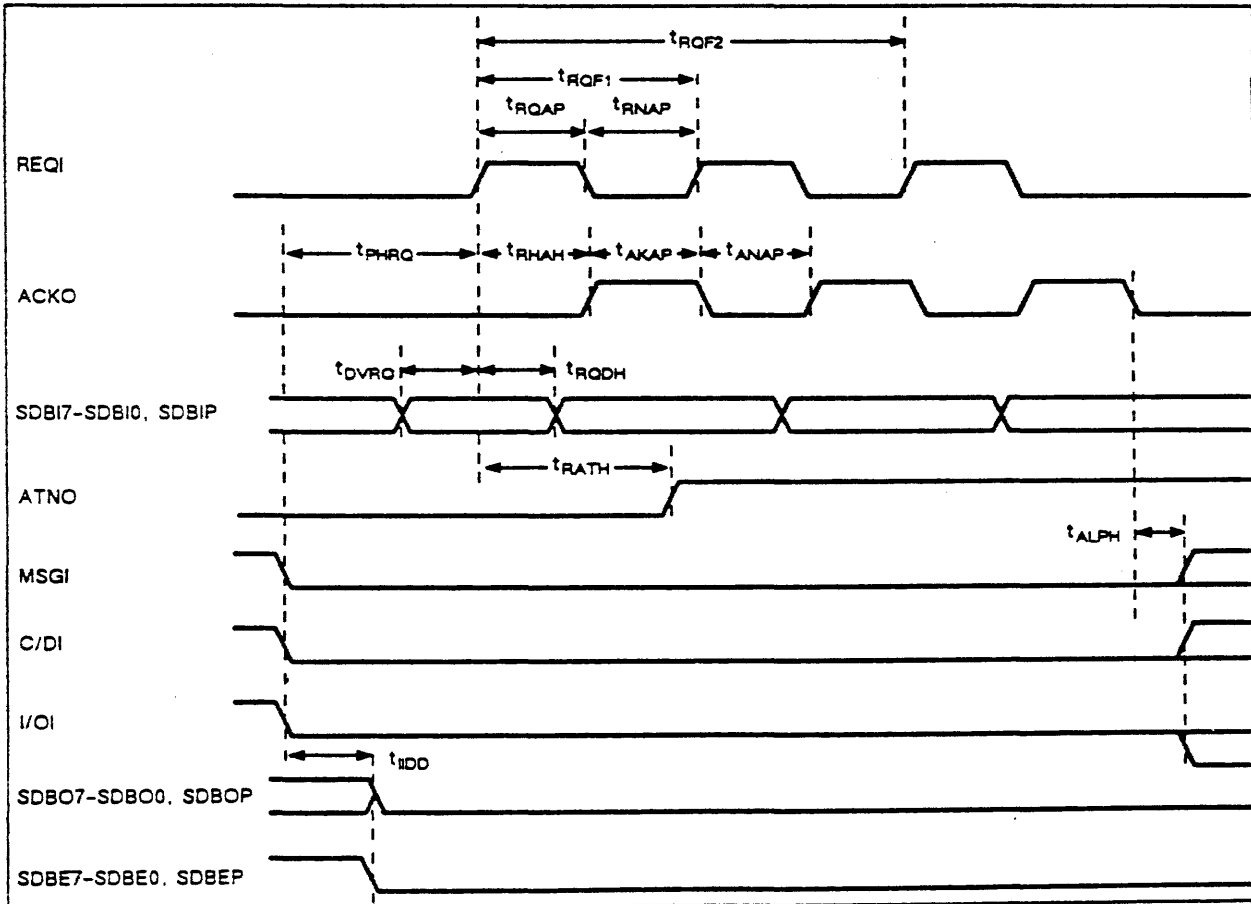 tRQF2
tRQF1
tRQAP tRNAP
REQI
tPHRQ tRHAH tAKAP tANAP
ACKO
tDVRQ tRQDH
SDBI7-SDBI0, SDBIP
tRATH
ATNO
tALPH
MSGI
C/DI
I/OI
tIIDD
SDBO7-SDBO0, SDBOP
SDBE7-SDBE0, SDBEP